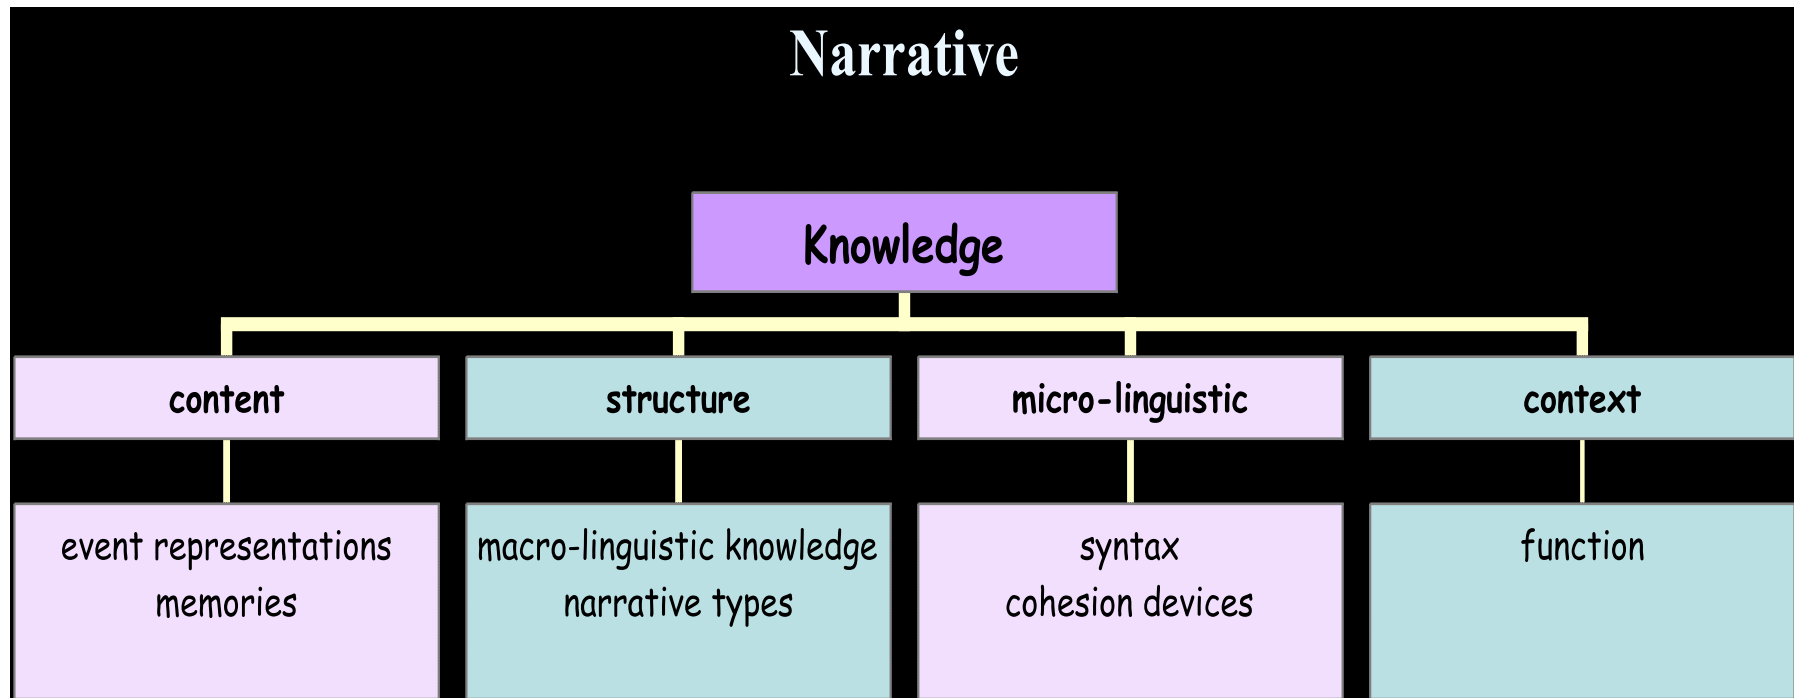 Narrative
Knowledge
content
structure
micro-linguistic
context
event representations
memories
macro-linguistic knowledge
narrative types
syntax
cohesion devices
function